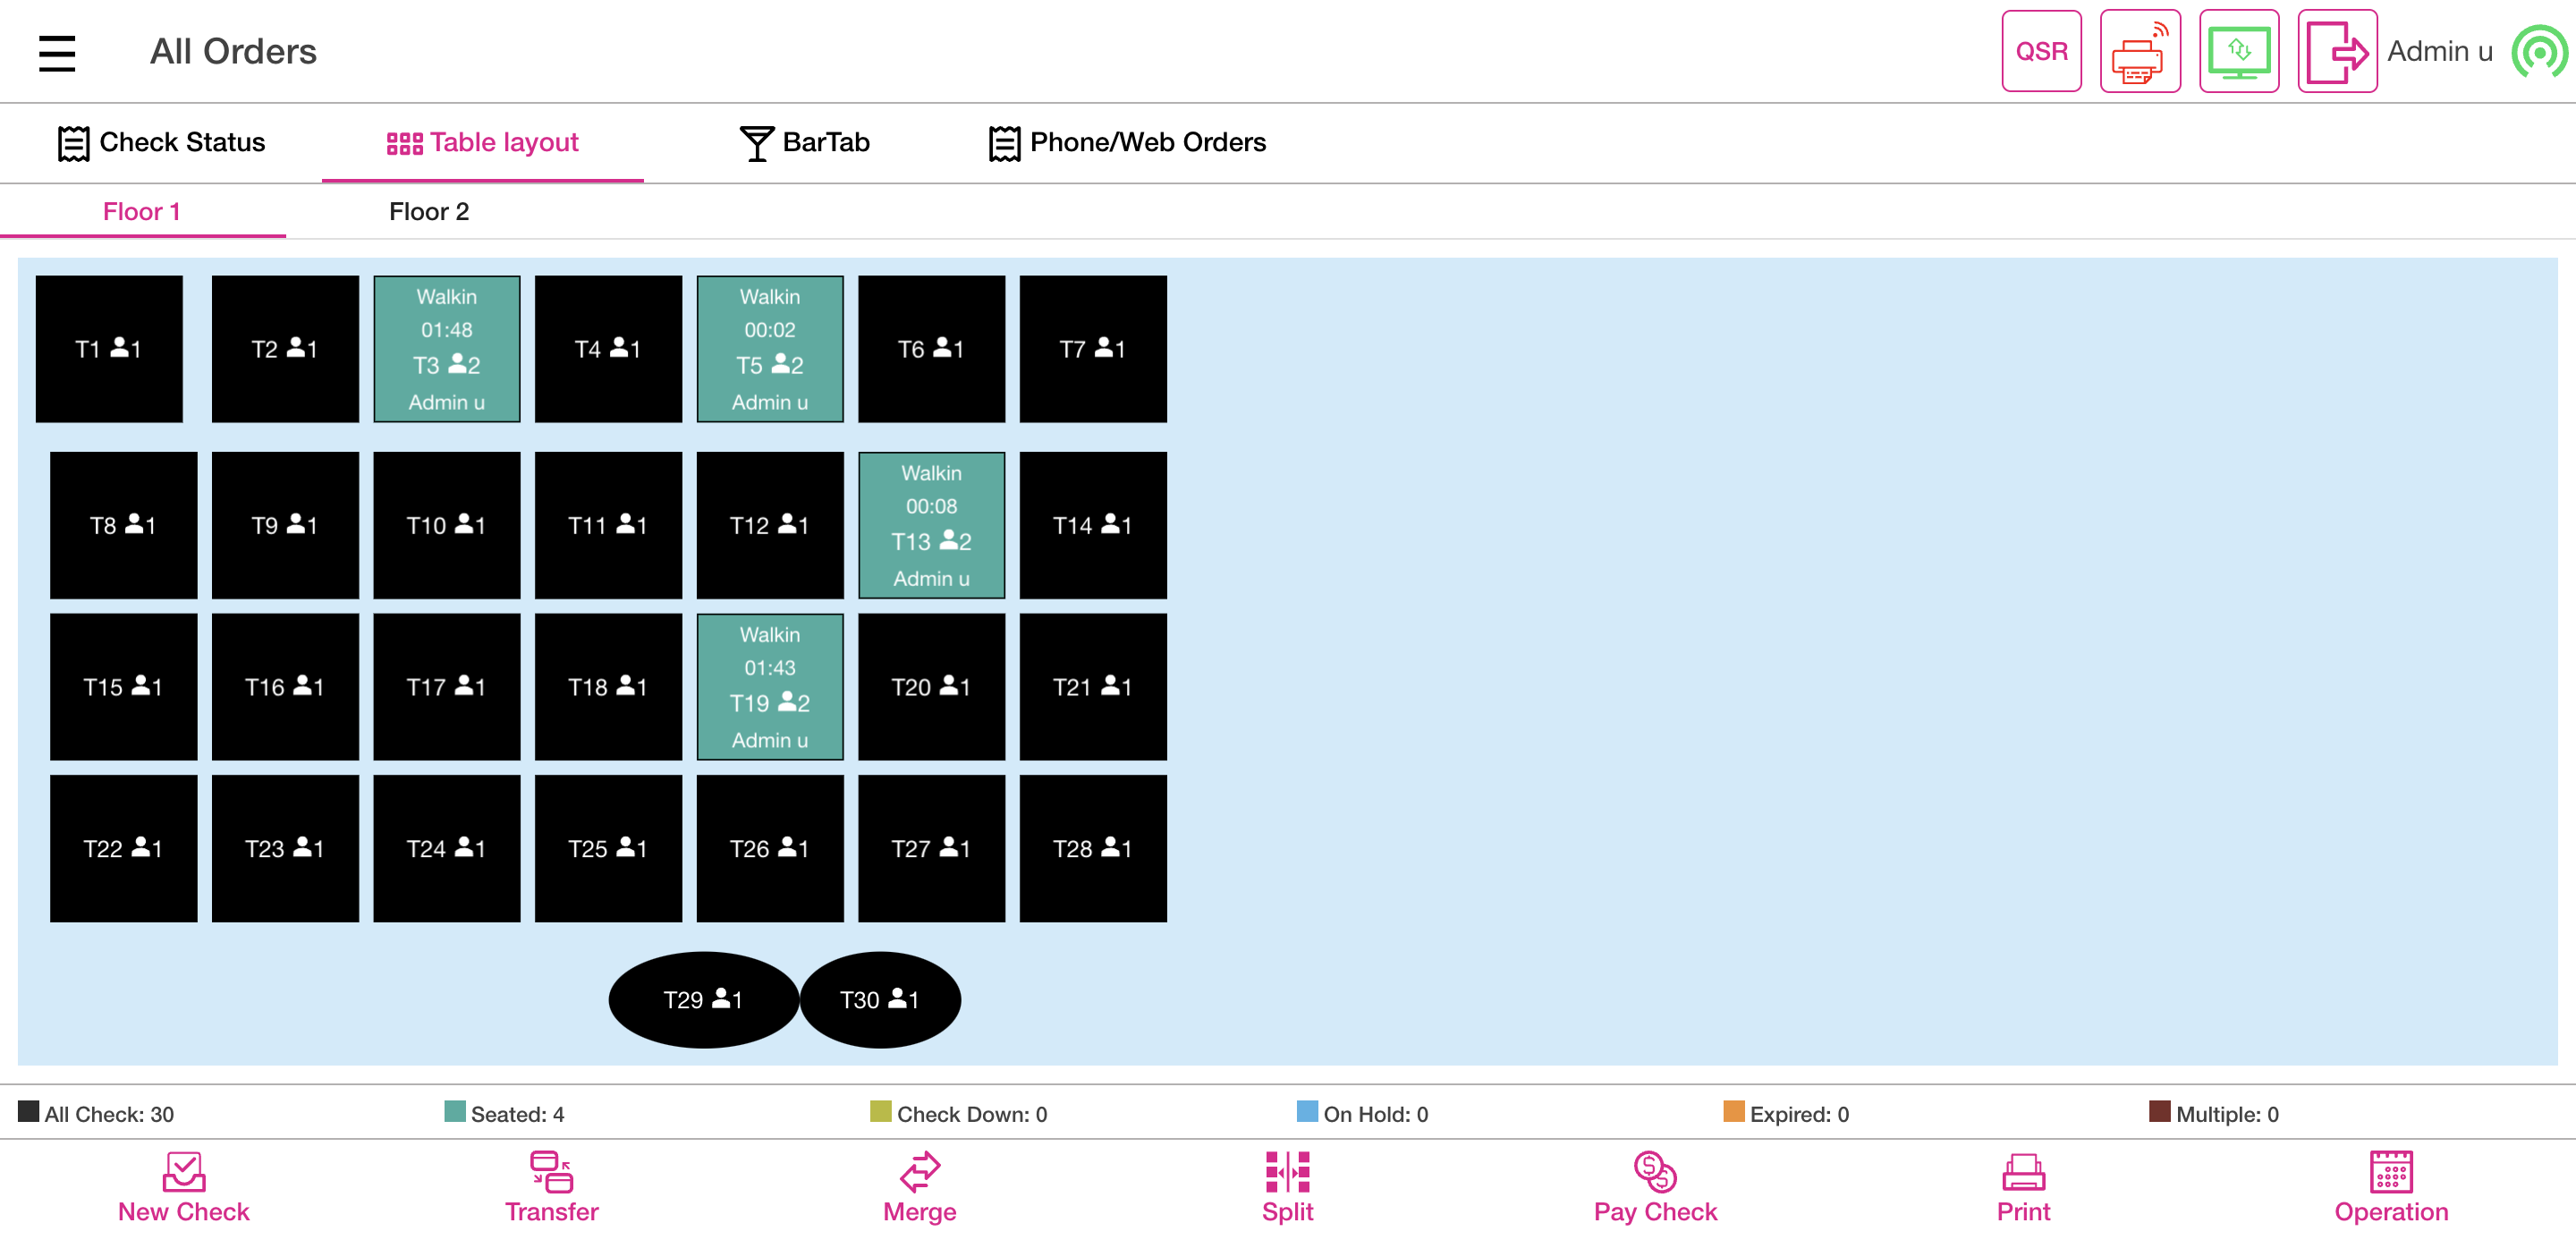 All Orders
QSR
Admin u
Check Status
Table layout
BarTab
Phone/Web Orders
Floor 1
Floor 2
T1 1
T2 1
Walkin
01:48
T3 2
Admin u
T4 1
Walkin
00:02
T5 2
Admin u
T6 1
T7 1
T8 1
T9 1
T10 1
T11 1
T12 1
Walkin
00:08
T13 2
Admin u
T14 1
T15 1
T16 1
T17 1
T18 1
Walkin
01:43
T19 2
Admin u
T20 1
T21 1
T22 1
T23 1
T24 1
T25 1
T26 1
T27 1
T28 1
T29 1
T30 1
All Check: 30
Seated: 4
Check Down: 0
On Hold: 0
Expired: 0
Multiple: 0
New Check
Transfer
Merge
Split
Pay Check
Print
Operation